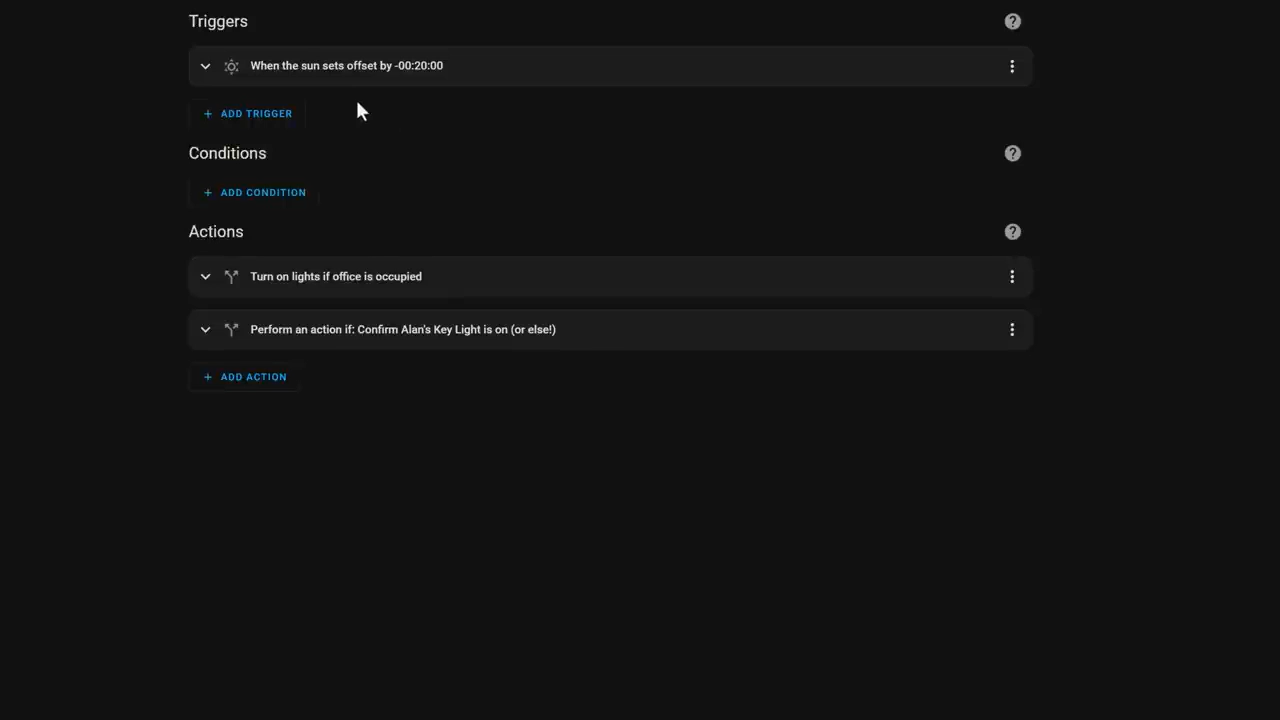 Triggers
When the sun sets offset by -00:20:00
+ ADD TRIGGER
Conditions
+ ADD CONDITION
Actions
Turn on lights if office is occupied
Perform an action if: Confirm Alan's Key Light is on (or else!)
+ ADD ACTION